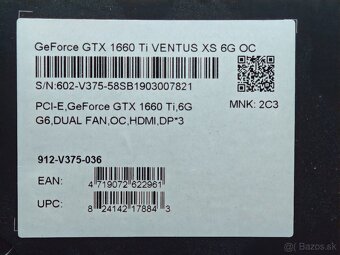 GeForce GTX 1660 Ti VENTUS XS 6G OC
S/N:602-V375-58SB1903007821
PCI-E,GeForce GTX 1660 Ti,6G
G6,DUAL FAN,OC,HDMI,DP*3
MNK: 2C3
912-V375-036
EAN:
4 719072 622961
UPC:
8 24142 17884 3
bazar.sk